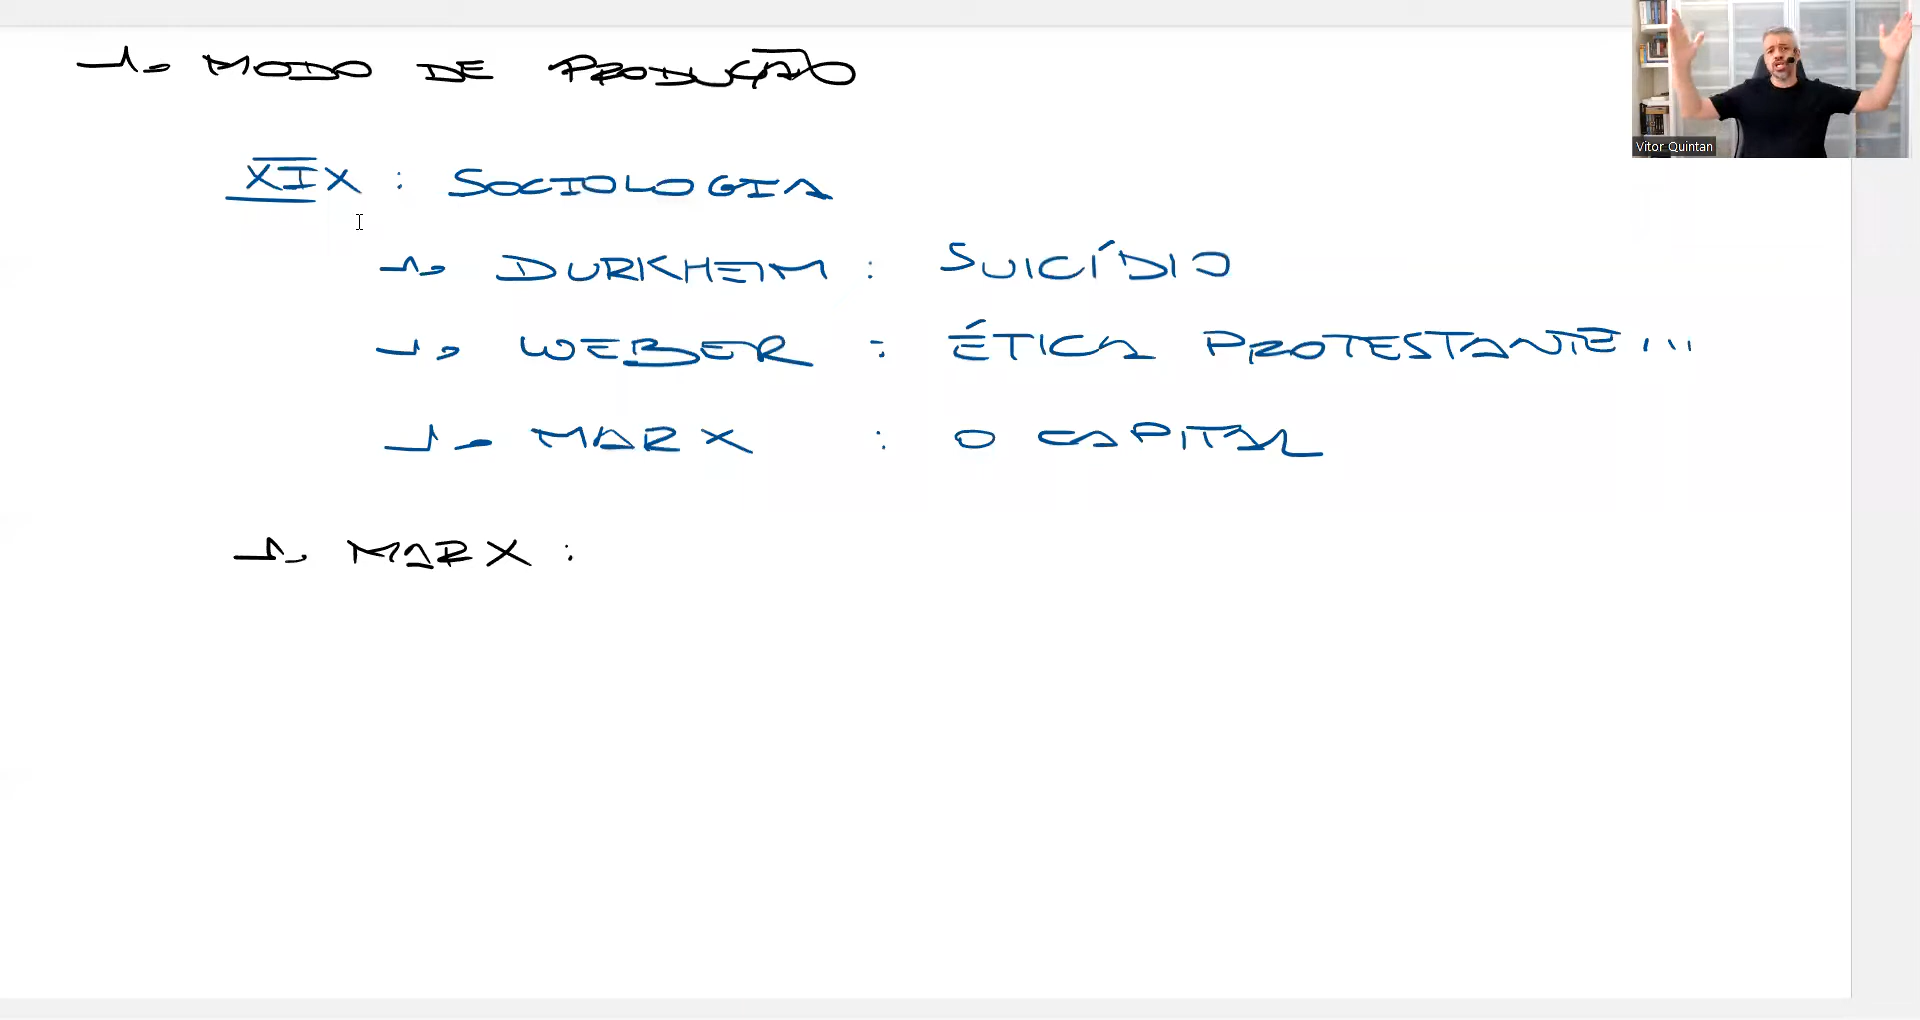 → MODO DE PRODUÇÃO
Vitor Quintan
XIX : SOCIOLOGIA
→ DURKHEIM : SUICÍDIO
→ WEBER : ÉTICA PROTESTANTE...
→ MARX : O CAPITAL
→ MARX :